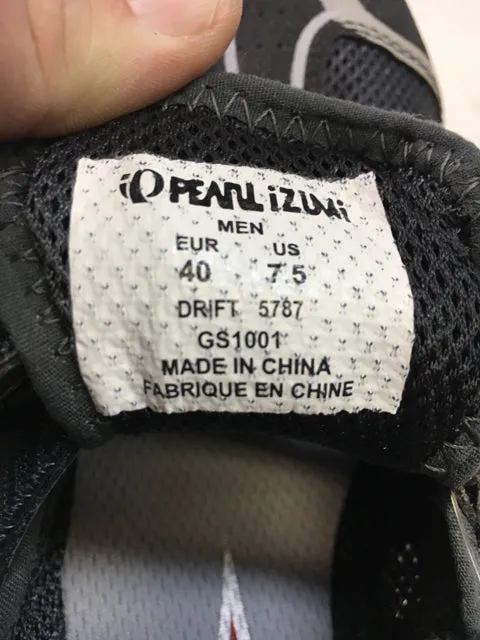 PEARL iZUMi
MEN
EUR US
40 7.5
DRIFT 5787
GS1001
MADE IN CHINA
FABRIQUE EN CHINE